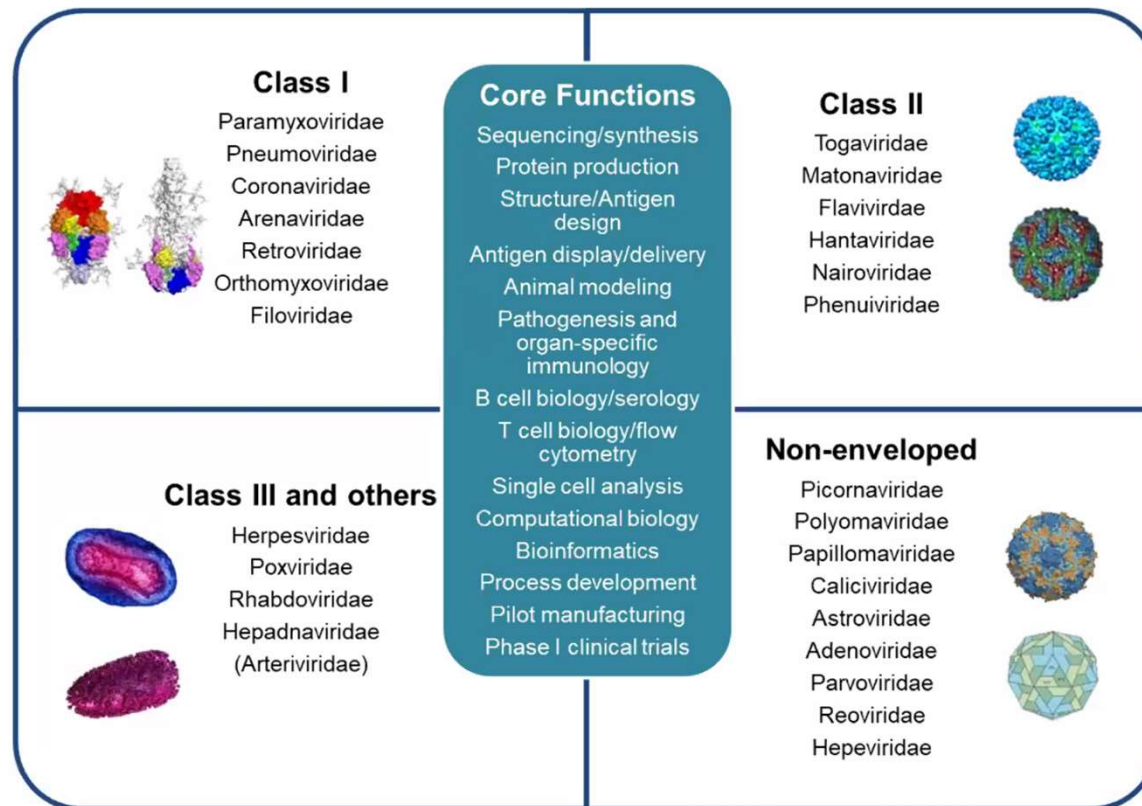 Class I
Paramyxoviridae
Pneumoviridae
Coronaviridae
Arenaviridae
Retroviridae
Orthomyxoviridae
Filoviridae
Core Functions
Sequencing/synthesis
Protein production
Structure/Antigen
design
Antigen display/delivery
Animal modeling
Pathogenesis and
organ-specific
immunology
B cell biology/serology
T cell biology/flow
cytometry
Single cell analysis
Computational biology
Bioinformatics
Process development
Pilot manufacturing
Phase I clinical trials
Class II
Togaviridae
Matonaviridae
Flavivirdae
Hantaviridae
Nairoviridae
Phenuiviridae
Class III and others
Herpesviridae
Poxviridae
Rhabdoviridae
Hepadnaviridae
(Arteriviridae)
Non-enveloped
Picornaviridae
Polyomaviridae
Papillomaviridae
Caliciviridae
Astroviridae
Adenoviridae
Parvoviridae
Reoviridae
Hepeviridae